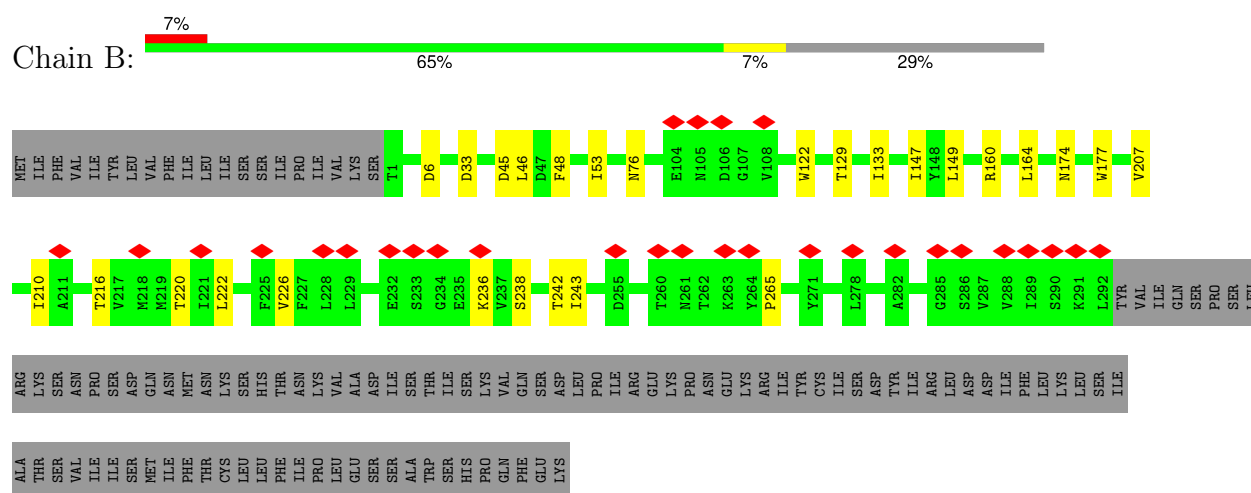 7%
Chain B:
65% 7% 29%
MET ILE PHE VAL ILE TYR LEU VAL PHE ILE LEU ILE SER SER ILE PRO ILE VAL LYS SER T1 D6 D33 D45 L46 D47 F48 I53 N76 E104 N105 D106 G107 V108 W122 T129 I133 I147 Y148 L149 R160 L164 N174 W177 V207
I210 A211 T216 V217 M218 M219 T220 I221 L222 F225 V226 F227 L228 L229 E232 S233 G234 E235 K236 V237 S238 T242 I243 D255 T260 N261 T262 K263 Y264 P265 Y271 L278 A282 G285 S286 V287 V288 I289 S290 K291 L292 TYR VAL ILE GLN SER PRO SER LEU
ARG LYS SER ASN PRO SER ASP GLN ASN MET ASN LYS SER HIS THR ASN LYS VAL ALA ASP ILE SER THR ILE SER LYS VAL GLN SER ASP LEU PRO ILE ARG GLU LYS PRO ASN GLU LYS ARG ILE TYR CYS ILE SER ASP TYR ILE ARG LEU ASP ASP ILE PHE LEU LYS LEU SER ILE
ALA THR SER VAL ILE ILE SER MET ILE PHE THR CYS LEU LEU PHE ILE PRO LEU GLU SER SER ALA TRP SER HIS PRO GLN PHE GLU LYS